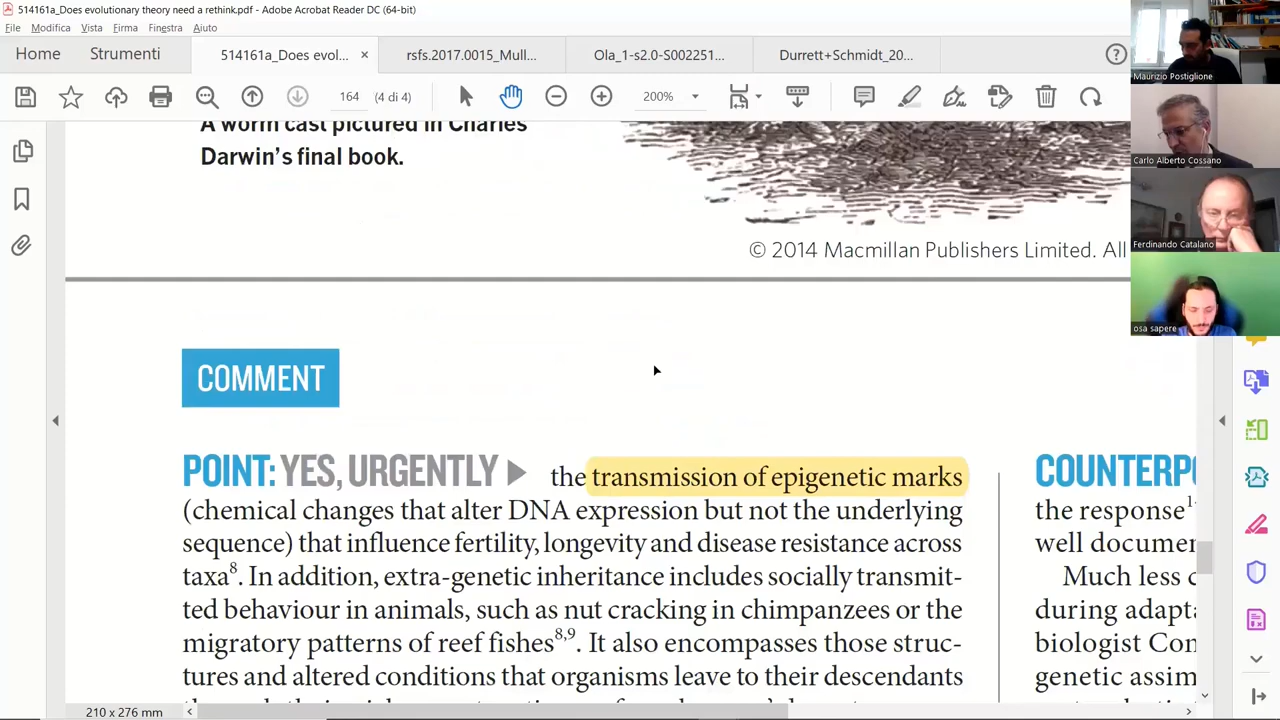 514161a_Does evolutionary theory need a rethink.pdf - Adobe Acrobat Reader DC (64-bit)
File Modifica Vista Firma Finestra Aiuto
Home Strumenti 514161a_Does evol... × rsfs.2017.0015_Mull... Ola_1-s2.0-S002251... Durrett+Schmidt_20...
164 (4 di 4) 200%
A worm cast pictured in Charles
Darwin's final book.
© 2014 Macmillan Publishers Limited. All
COMMENT
POINT: YES, URGENTLY ▶ the transmission of epigenetic marks
(chemical changes that alter DNA expression but not the underlying
sequence) that influence fertility, longevity and disease resistance across
taxa8. In addition, extra-genetic inheritance includes socially transmit-
ted behaviour in animals, such as nut cracking in chimpanzees or the
migratory patterns of reef fishes8,9. It also encompasses those struc-
tures and altered conditions that organisms leave to their descendants
COUNTERPO
the response1
well documen
Much less c
during adapta
biologist Con
genetic assim
210 x 276 mm
Maurizio Postiglione
Carlo Alberto Cossano
Ferdinando Catalano
osa sapere